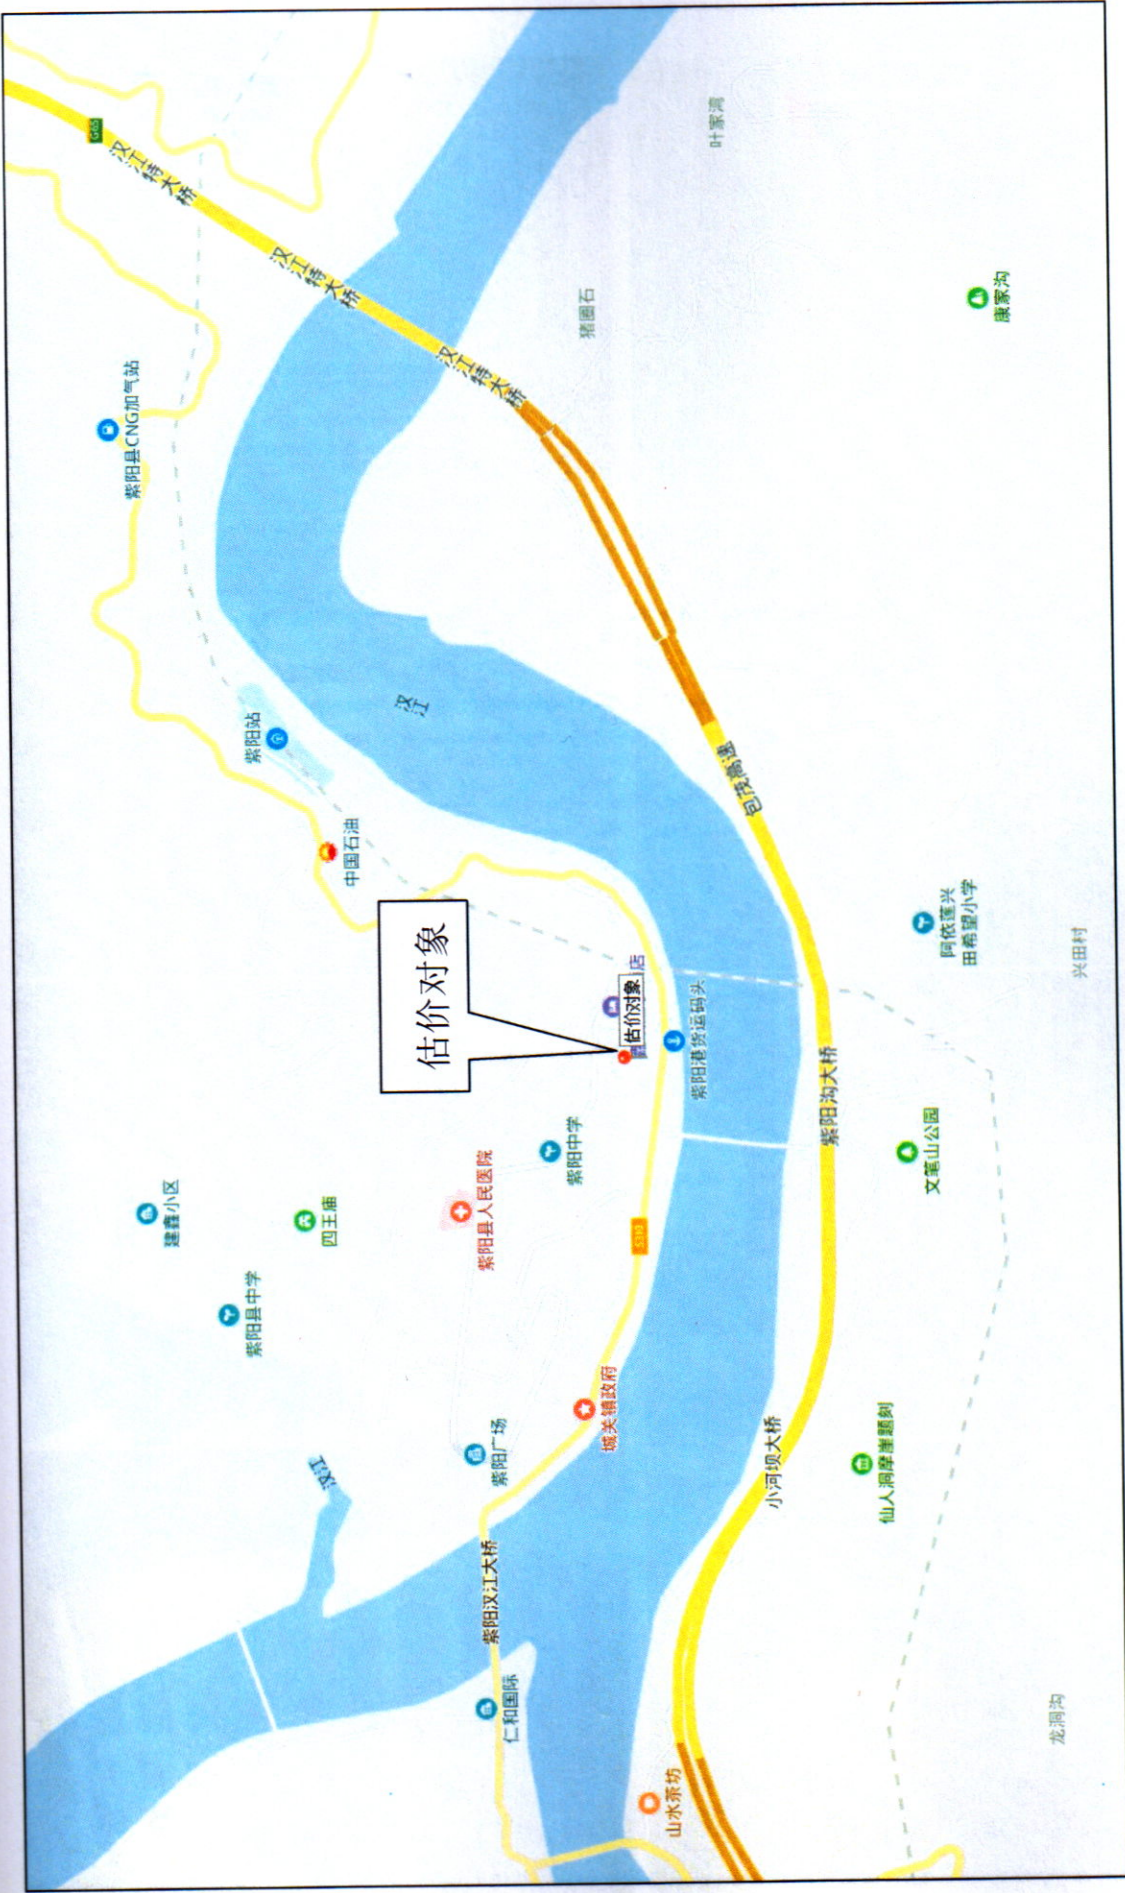 G65
汉江特大桥
汉江特大桥
汉江特大桥
叶家湾
猪圈石
康家沟
紫阳县CNG加气站
紫阳站
汉江
中国石油
包茂高速
估价对象
店
估价对象
紫阳港货运码头
阿依莲兴
田希望小学
兴田村
紫阳沟大桥
文笔山公园
紫阳中学
紫阳县人民医院
四王庙
建鑫小区
紫阳县中学
S310
城关镇政府
紫阳广场
汉江
小河坝大桥
仙人洞摩崖题刻
紫阳汉江大桥
仁和国际
山水茶坊
龙洞沟